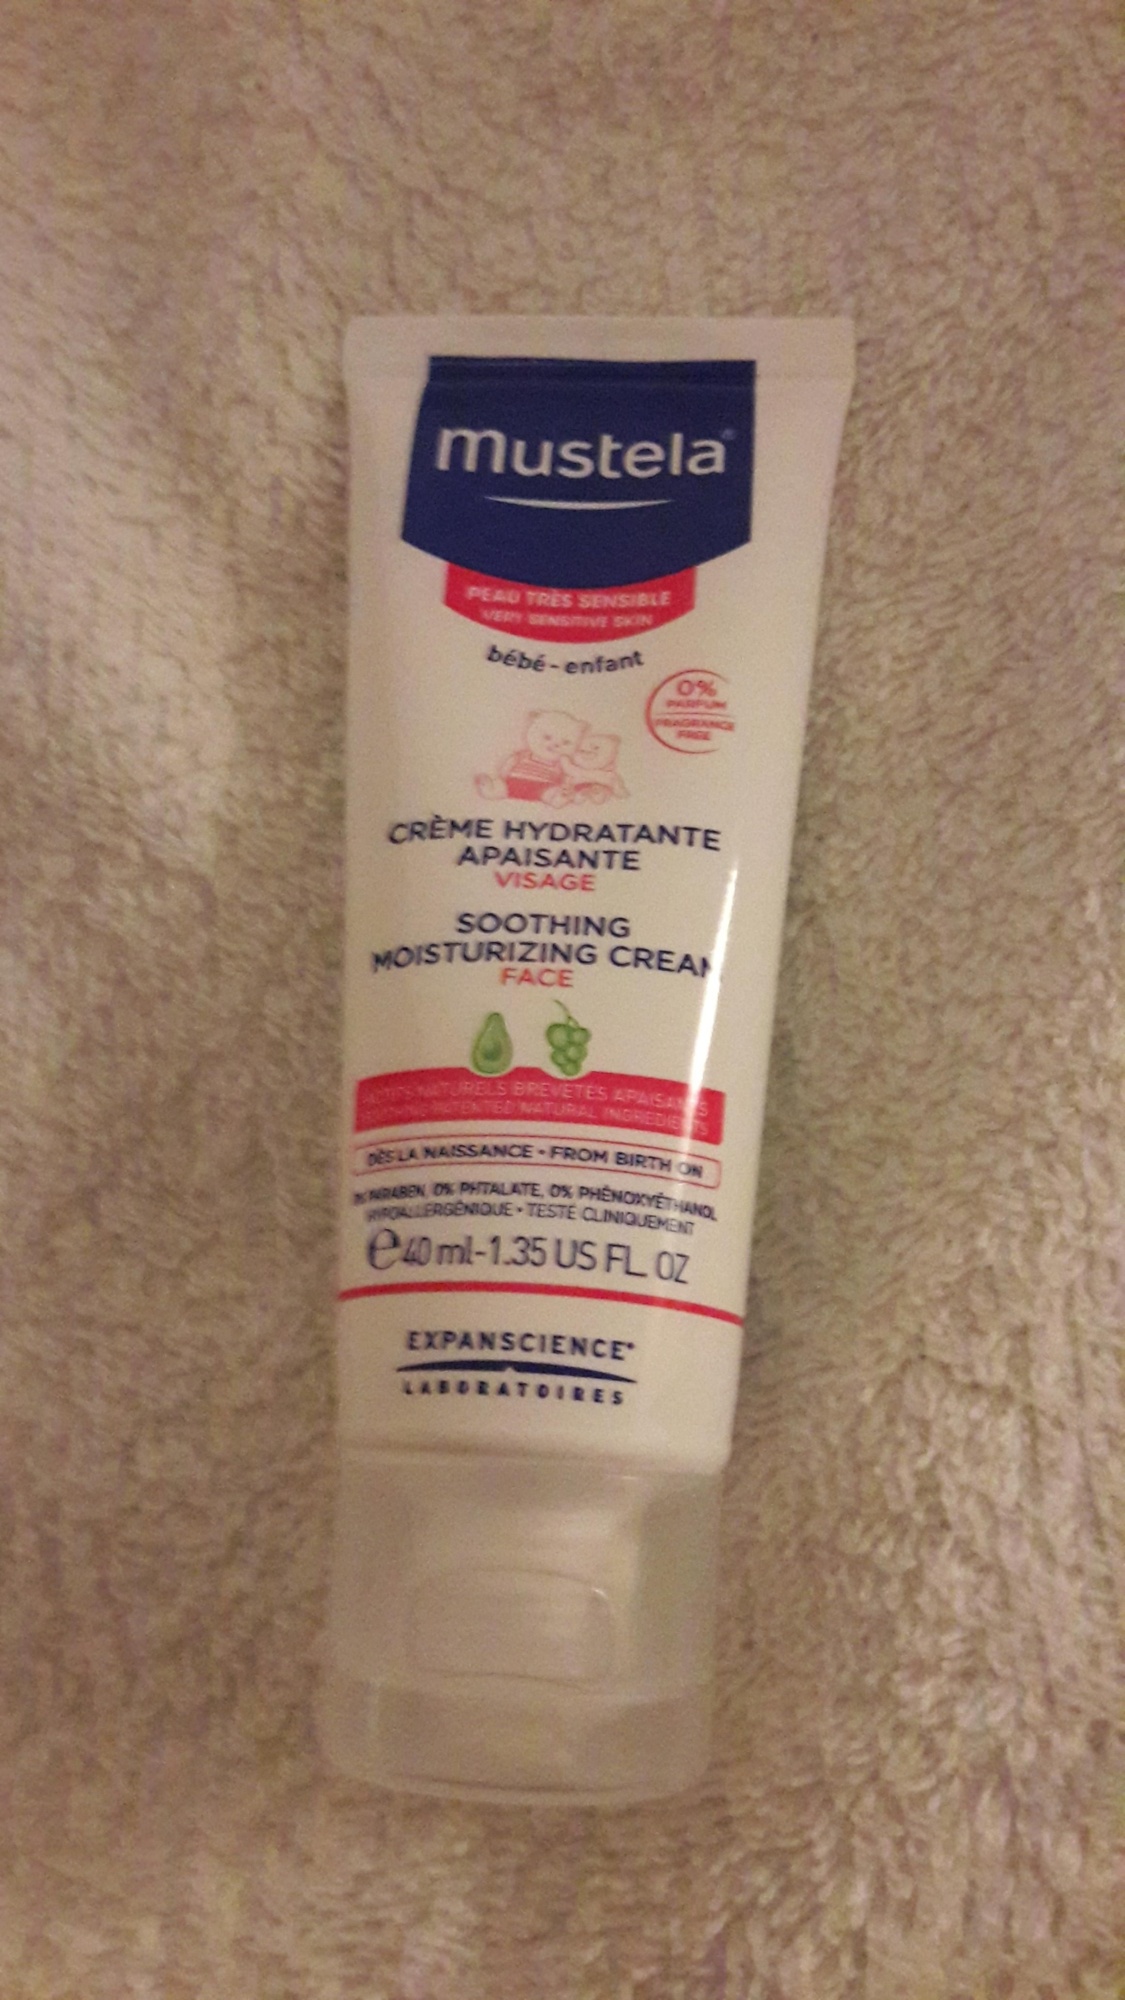 mustela®
PEAU TRÈS SENSIBLE
VERY SENSITIVE SKIN
bébé - enfant
0%
PARFUM
FRAGRANCE
FREE
CRÈME HYDRATANTE
APAISANTE
VISAGE
SOOTHING
MOISTURIZING CREAM
FACE
ACTIFS NATURELS BREVETÉS APAISANTS
SOOTHING PATENTED NATURAL INGREDIENTS
DÈS LA NAISSANCE - FROM BIRTH ON
0% PARABEN, 0% PHTALATE, 0% PHÉNOXYÉTHANOL
HYPOALLERGÉNIQUE • TESTÉ CLINIQUEMENT
℮ 40 ml-1.35 US FL. OZ
EXPANSCIENCE®
LABORATOIRES